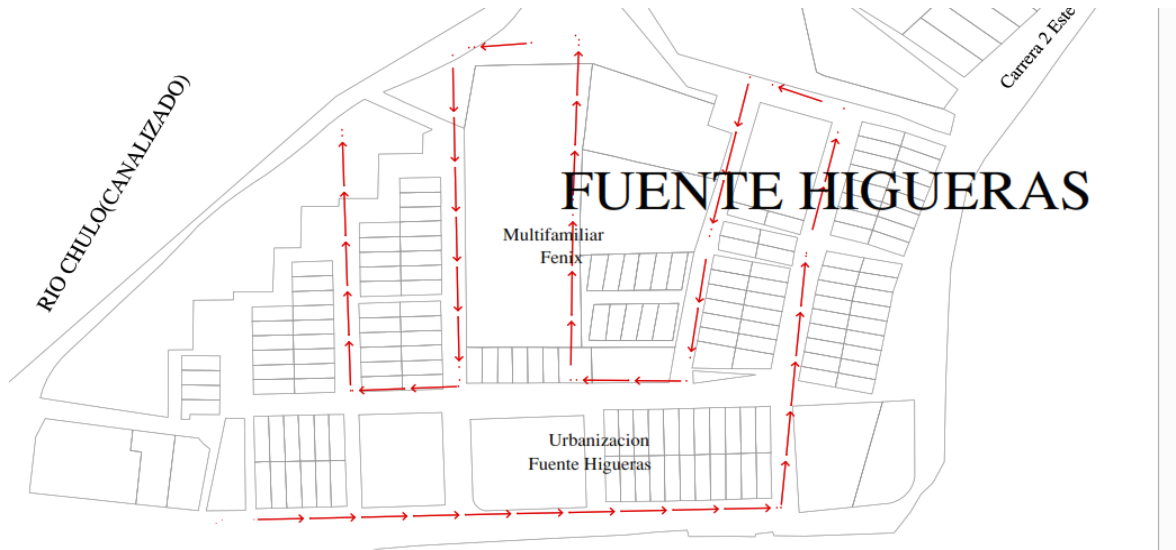 Carrera 2 Este
RIO CHULO(CANALIZADO)
FUENTE HIGUERAS
Multifamiliar
Fenix
Urbanizacion
Fuente Higueras